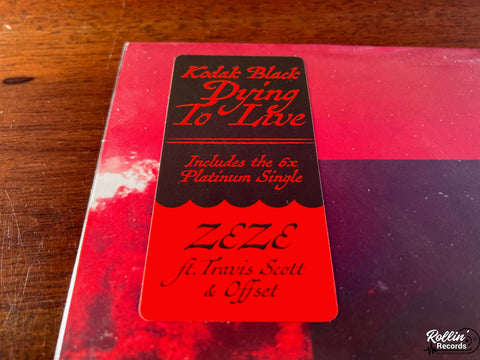 Kodak Black
Dying
To Live
Includes the 6x
Platinum Single
ZEZE
ft. Travis Scott
& Offset
Rollin'
Records